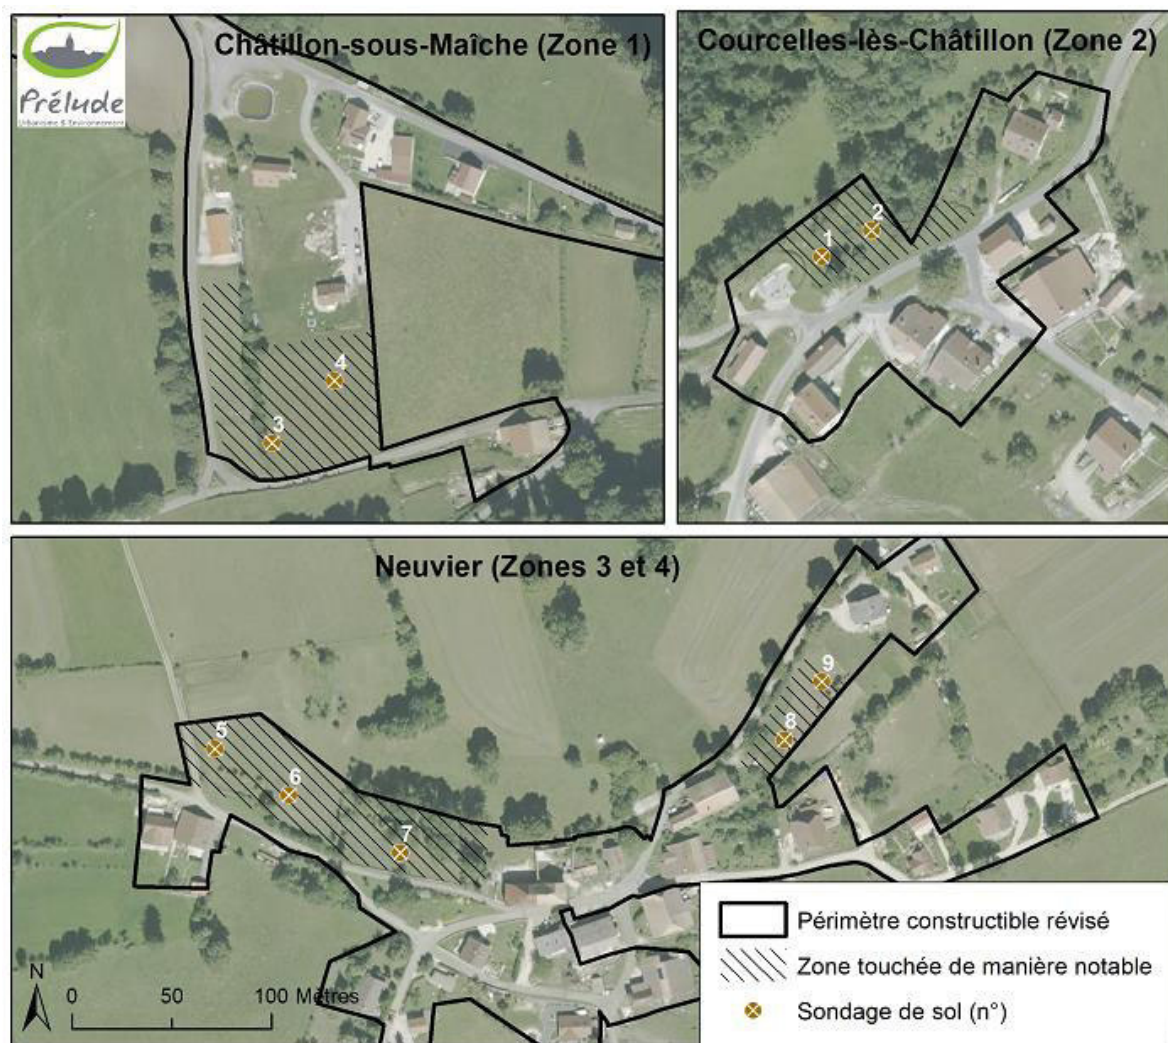 Prélude
Urbanisme & Environnement
Châtillon-sous-Maîche (Zone 1)
4
3
Courcelles-lès-Châtillon (Zone 2)
2
1
Neuvier (Zones 3 et 4)
9
8
5
6
7
N
0 50 100 Mètres
Périmètre constructible révisé
Zone touchée de manière notable
Sondage de sol (n°)